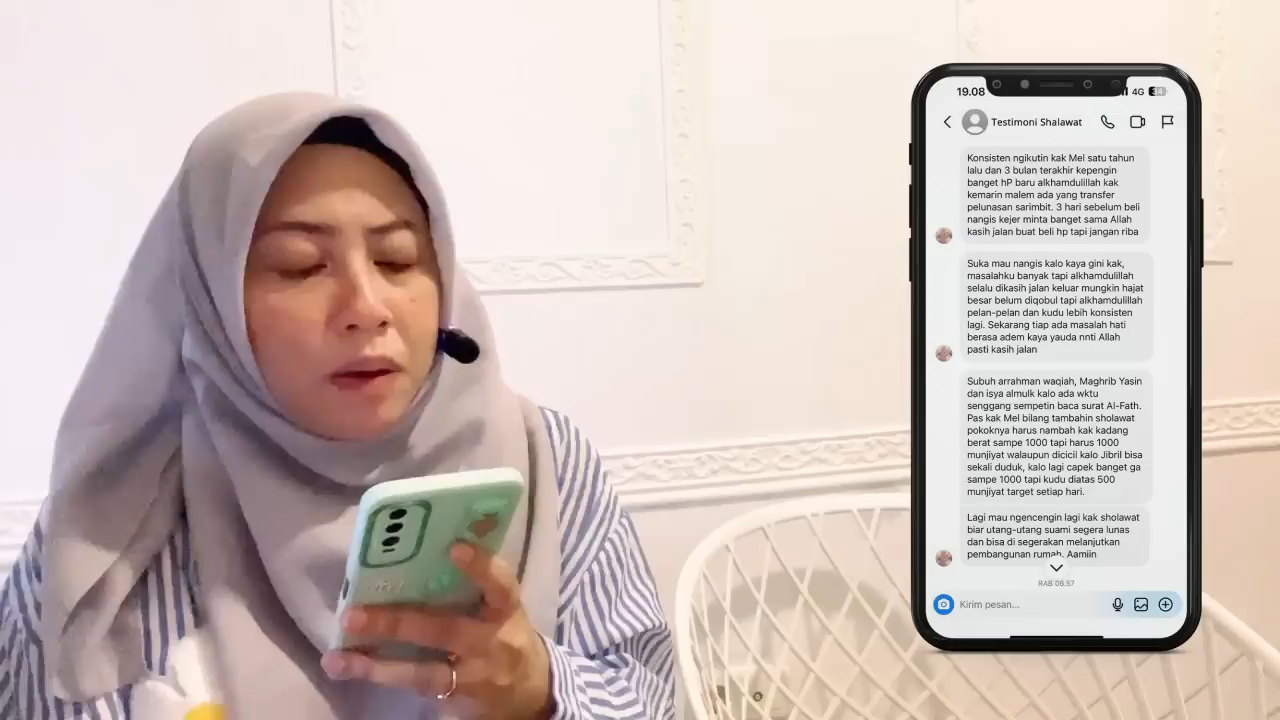 19.08
4G
Testimoni Shalawat
Konsisten ngikutin kak Mel satu tahun
lalu dan 3 bulan terakhir kepengin
banget hP baru alkhamdulillah kak
kemarin malem ada yang transfer
pelunasan sarimbit. 3 hari sebelum beli
nangis kejer minta banget sama Allah
kasih jalan buat beli hp tapi jangan riba
Suka mau nangis kalo kaya gini kak,
masalahku banyak tapi alkhamdulillah
selalu dikasih jalan keluar mungkin hajat
besar belum diqobul tapi alkhamdulillah
pelan-pelan dan kudu lebih konsisten
lagi. Sekarang tiap ada masalah hati
berasa adem kaya yauda nnti Allah
pasti kasih jalan
Subuh arrahman waqiah, Maghrib Yasin
dan isya almulk kalo ada wktu
senggang sempetin baca surat Al-Fath.
Pas kak Mel bilang tambahin sholawat
pokoknya harus nambah kak kadang
berat sampe 1000 tapi harus 1000
munjiyat walaupun dicicil kalo Jibril bisa
sekali duduk, kalo lagi capek banget ga
sampe 1000 tapi kudu diatas 500
munjiyat target setiap hari.
Lagi mau ngencengin lagi kak sholawat
biar utang-utang suami segera lunas
dan bisa di segerakan melanjutkan
pembangunan rumah. Aamiin
RAB 06.57
Kirim pesan...